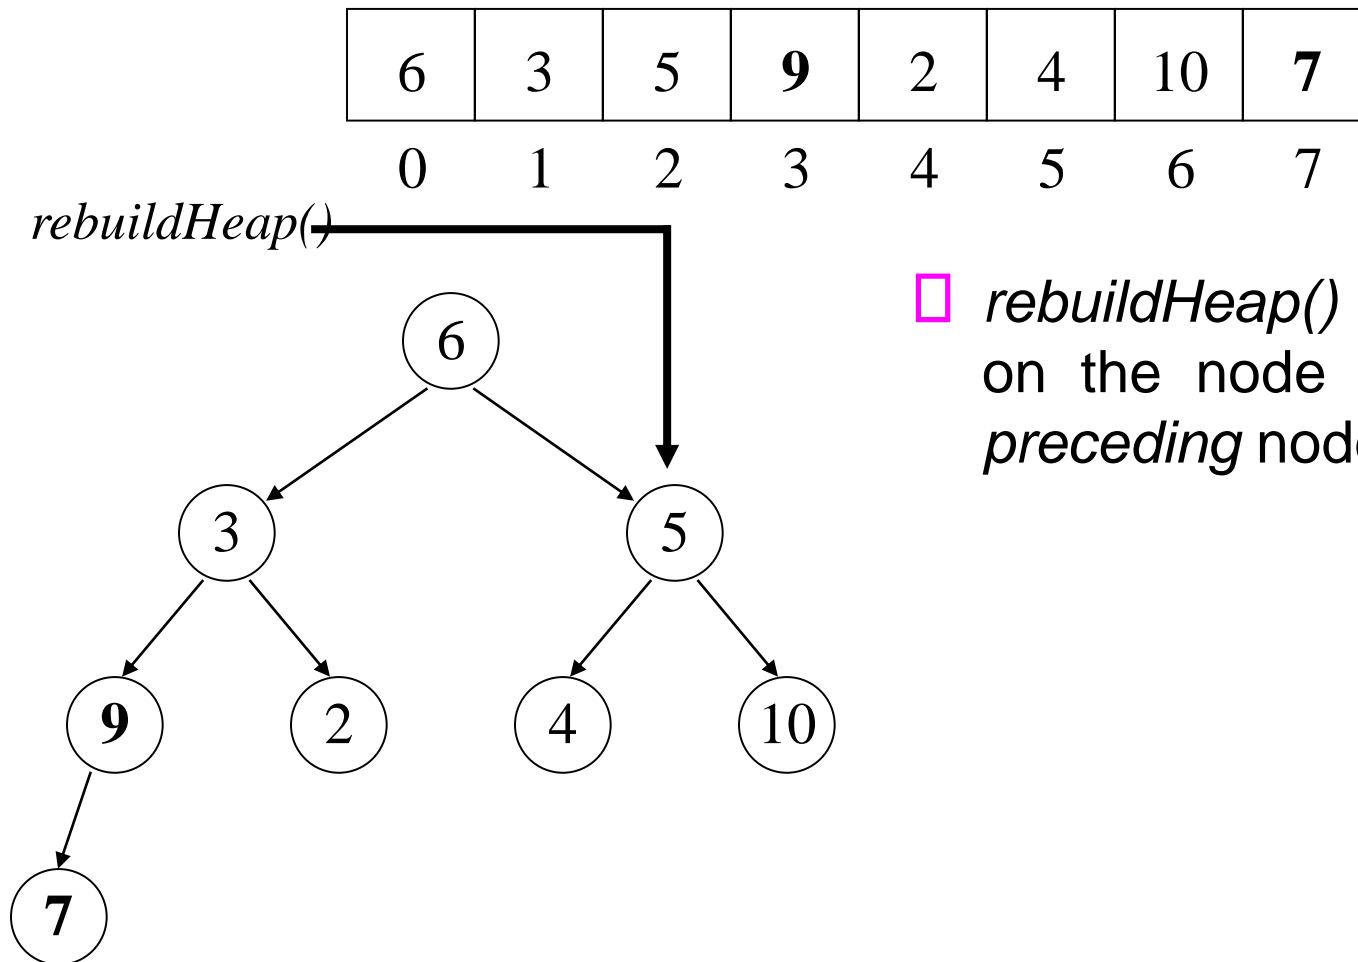 6 3 5 9 2 4 10 7
0 1 2 3 4 5 6 7
rebuildHeap()
rebuildHeap()
on the node
preceding
6
3 5
9 2 4 10
7